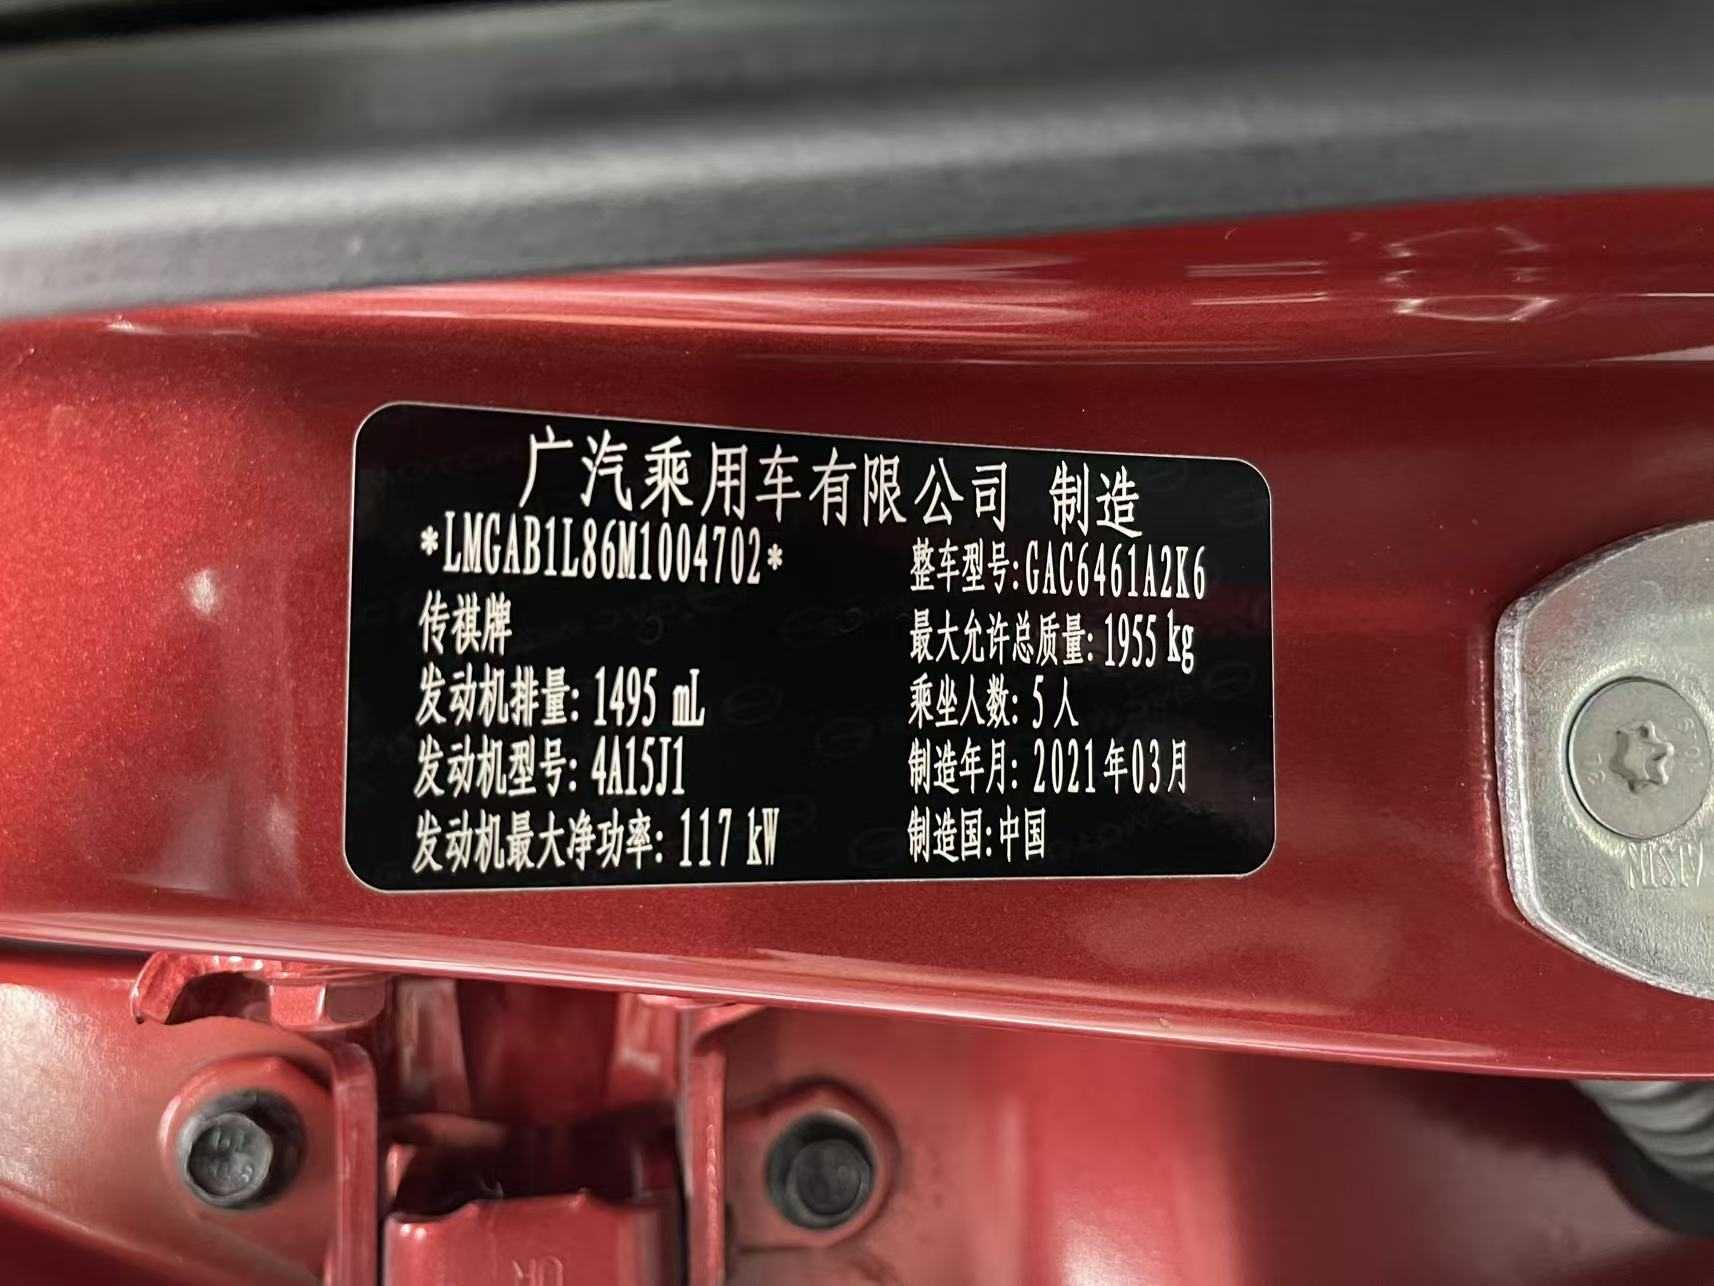 广汽乘用车有限公司 制造
*LMGAB1L86M1004702*
传祺牌
发动机排量: 1495 mL
发动机型号: 4A15J1
发动机最大净功率: 117 kW
整车型号:GAC6461A2K6
最大允许总质量: 1955 kg
乘坐人数: 5 人
制造年月: 2021年03月
制造国:中国
AISIN